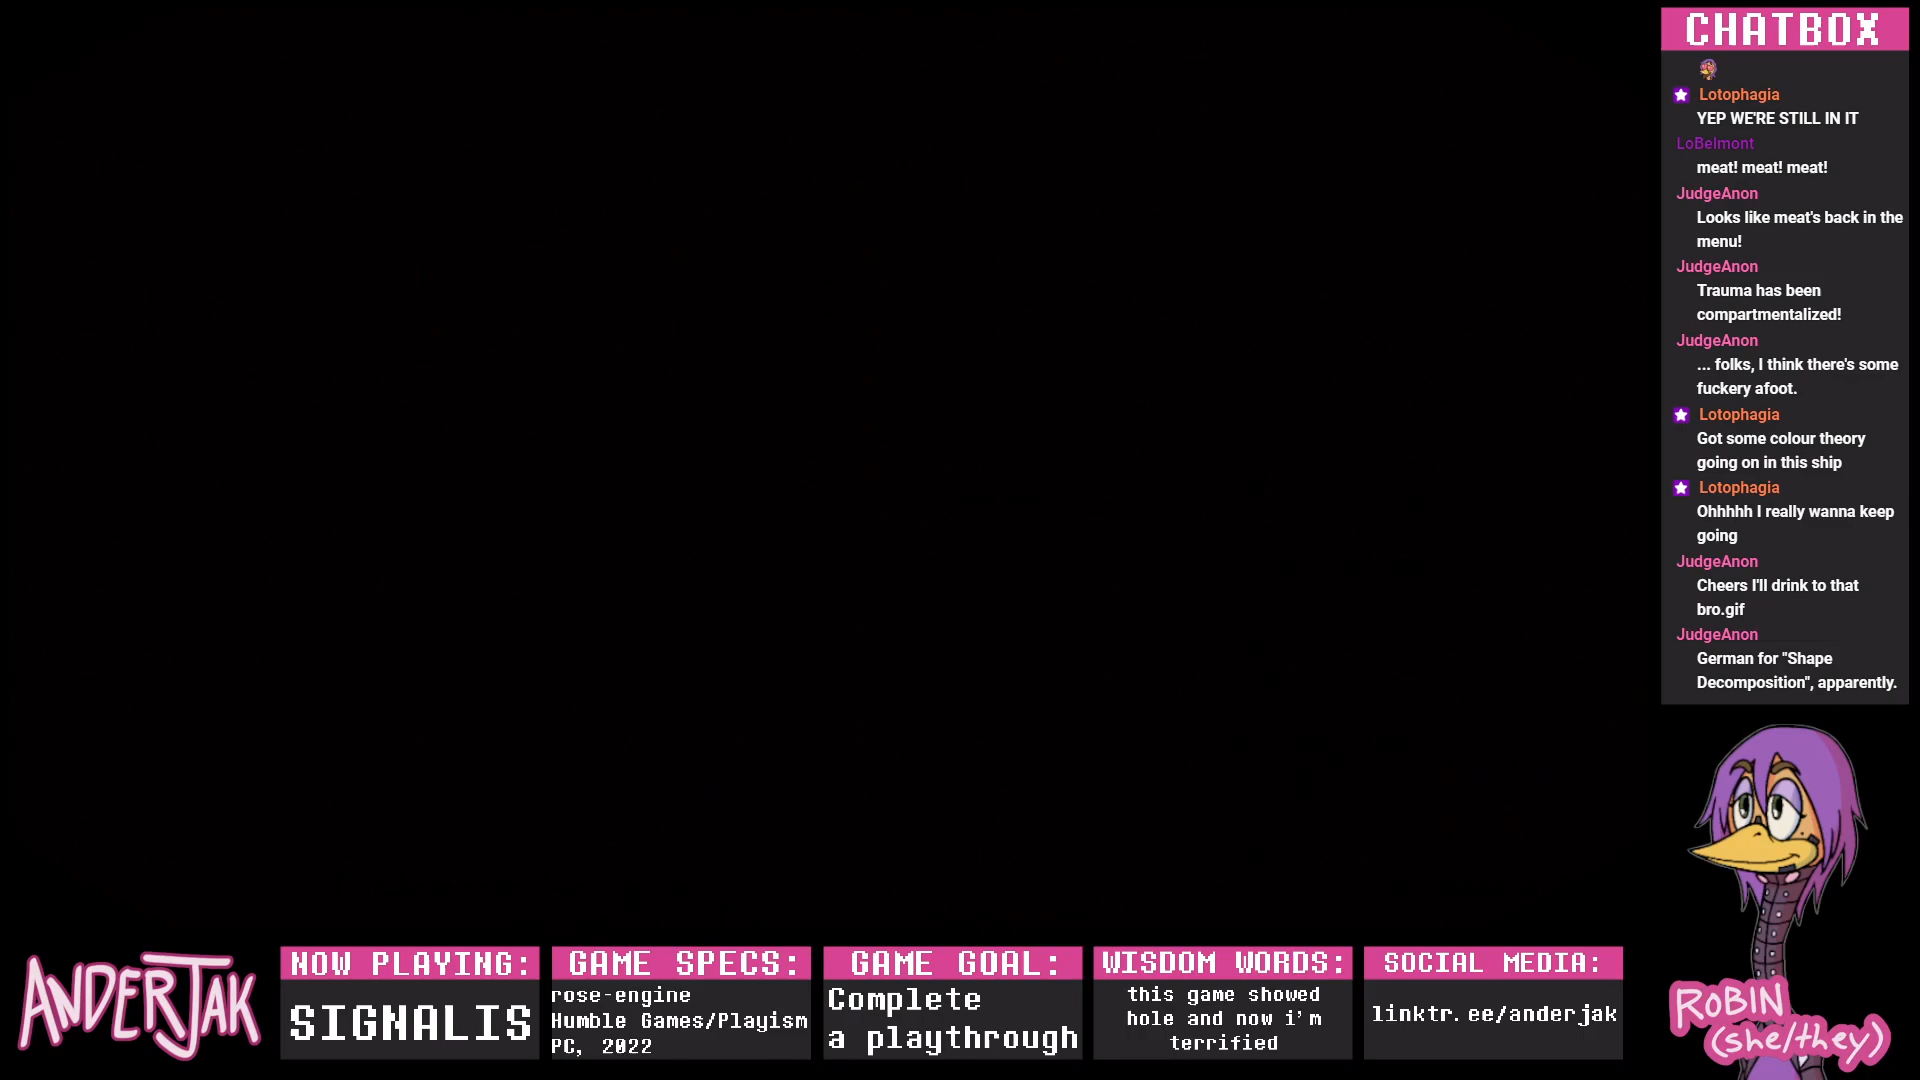 CHATBOX
Lotophagia
YEP WE'RE STILL IN IT
LoBelmont
meat! meat! meat!
JudgeAnon
Looks like meat's back in the
menu!
JudgeAnon
Trauma has been
compartmentalized!
JudgeAnon
... folks, I think there's some
fuckery afoot.
Lotophagia
Got some colour theory
going on in this ship
Lotophagia
Ohhhhh I really wanna keep
going
JudgeAnon
Cheers I'll drink to that
bro.gif
JudgeAnon
German for "Shape
Decomposition", apparently.
ANDERJAK
NOW PLAYING:
SIGNALIS
GAME SPECS:
rose-engine
Humble Games/Playism
PC, 2022
GAME GOAL:
Complete
a playthrough
WISDOM WORDS:
this game showed
hole and now i'm
terrified
SOCIAL MEDIA:
linktr.ee/anderjak
ROBIN
(she/they)